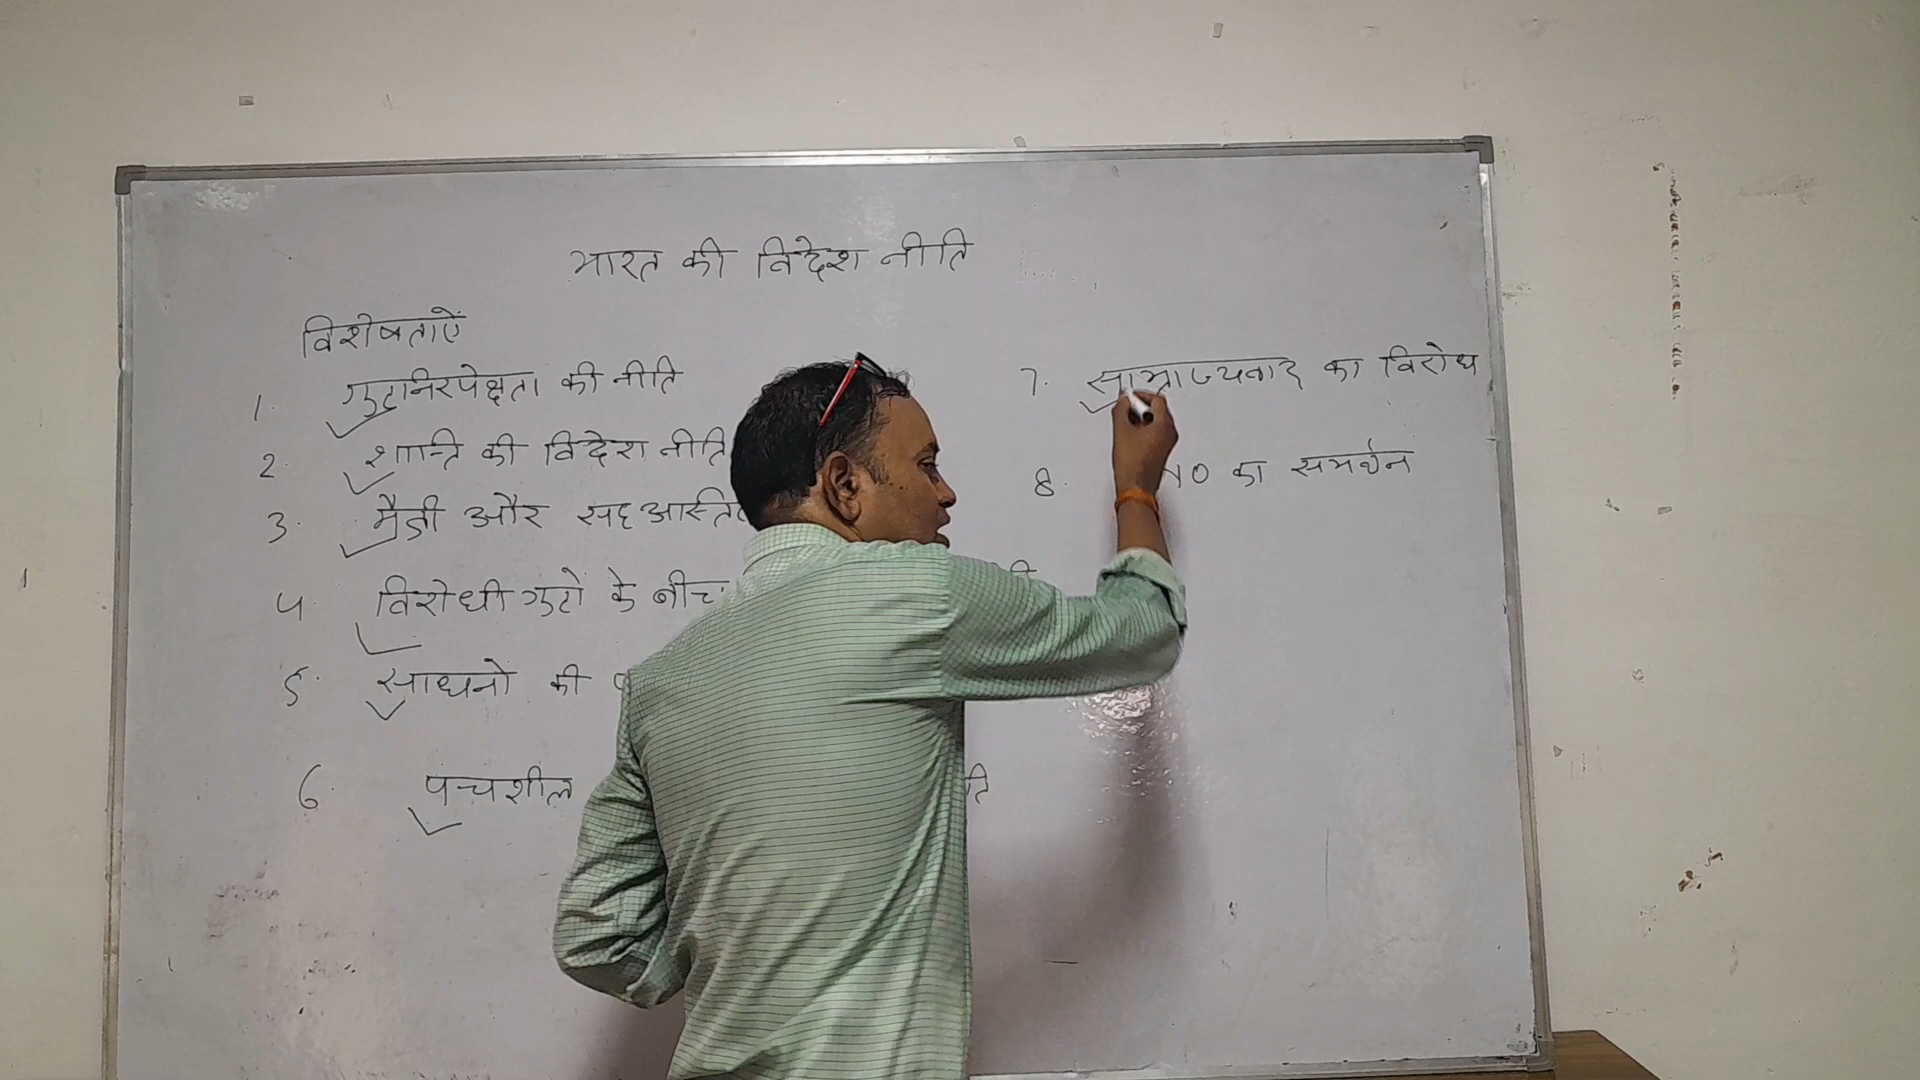 भारत की विदेश नीति
विशेषताऐं
1. गुटनिरपेक्षता की नीति
2. शान्ति की विदेश नीति
3. मैत्री और सह
4. विरोधी गुटों के बीच
5. साधनों की
6. पंचशील
7. साम्राज्यवाद का विरोध
8. का समर्थन